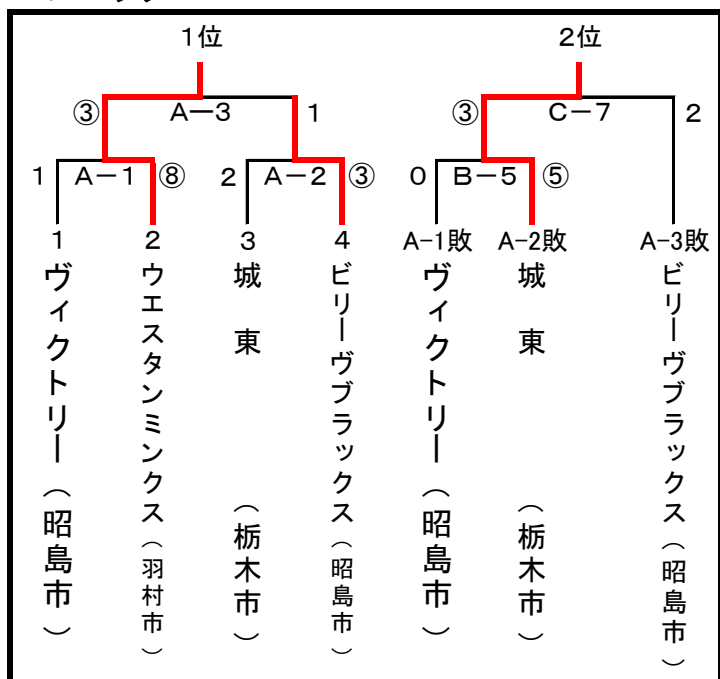 1位
2位
③
A－3
1
③
C－7
2
1
A－1
⑧
2
A－2
③
0
B－5
⑤
1
2
3
4
A-1敗
A-2敗
A-3敗
ヴィクトリー（昭島市）
ウエスタンミンクス（羽村市）
城東（栃木市）
ビリーヴブラックス（昭島市）
ヴィクトリー（昭島市）
城東（栃木市）
ビリーヴブラックス（昭島市）